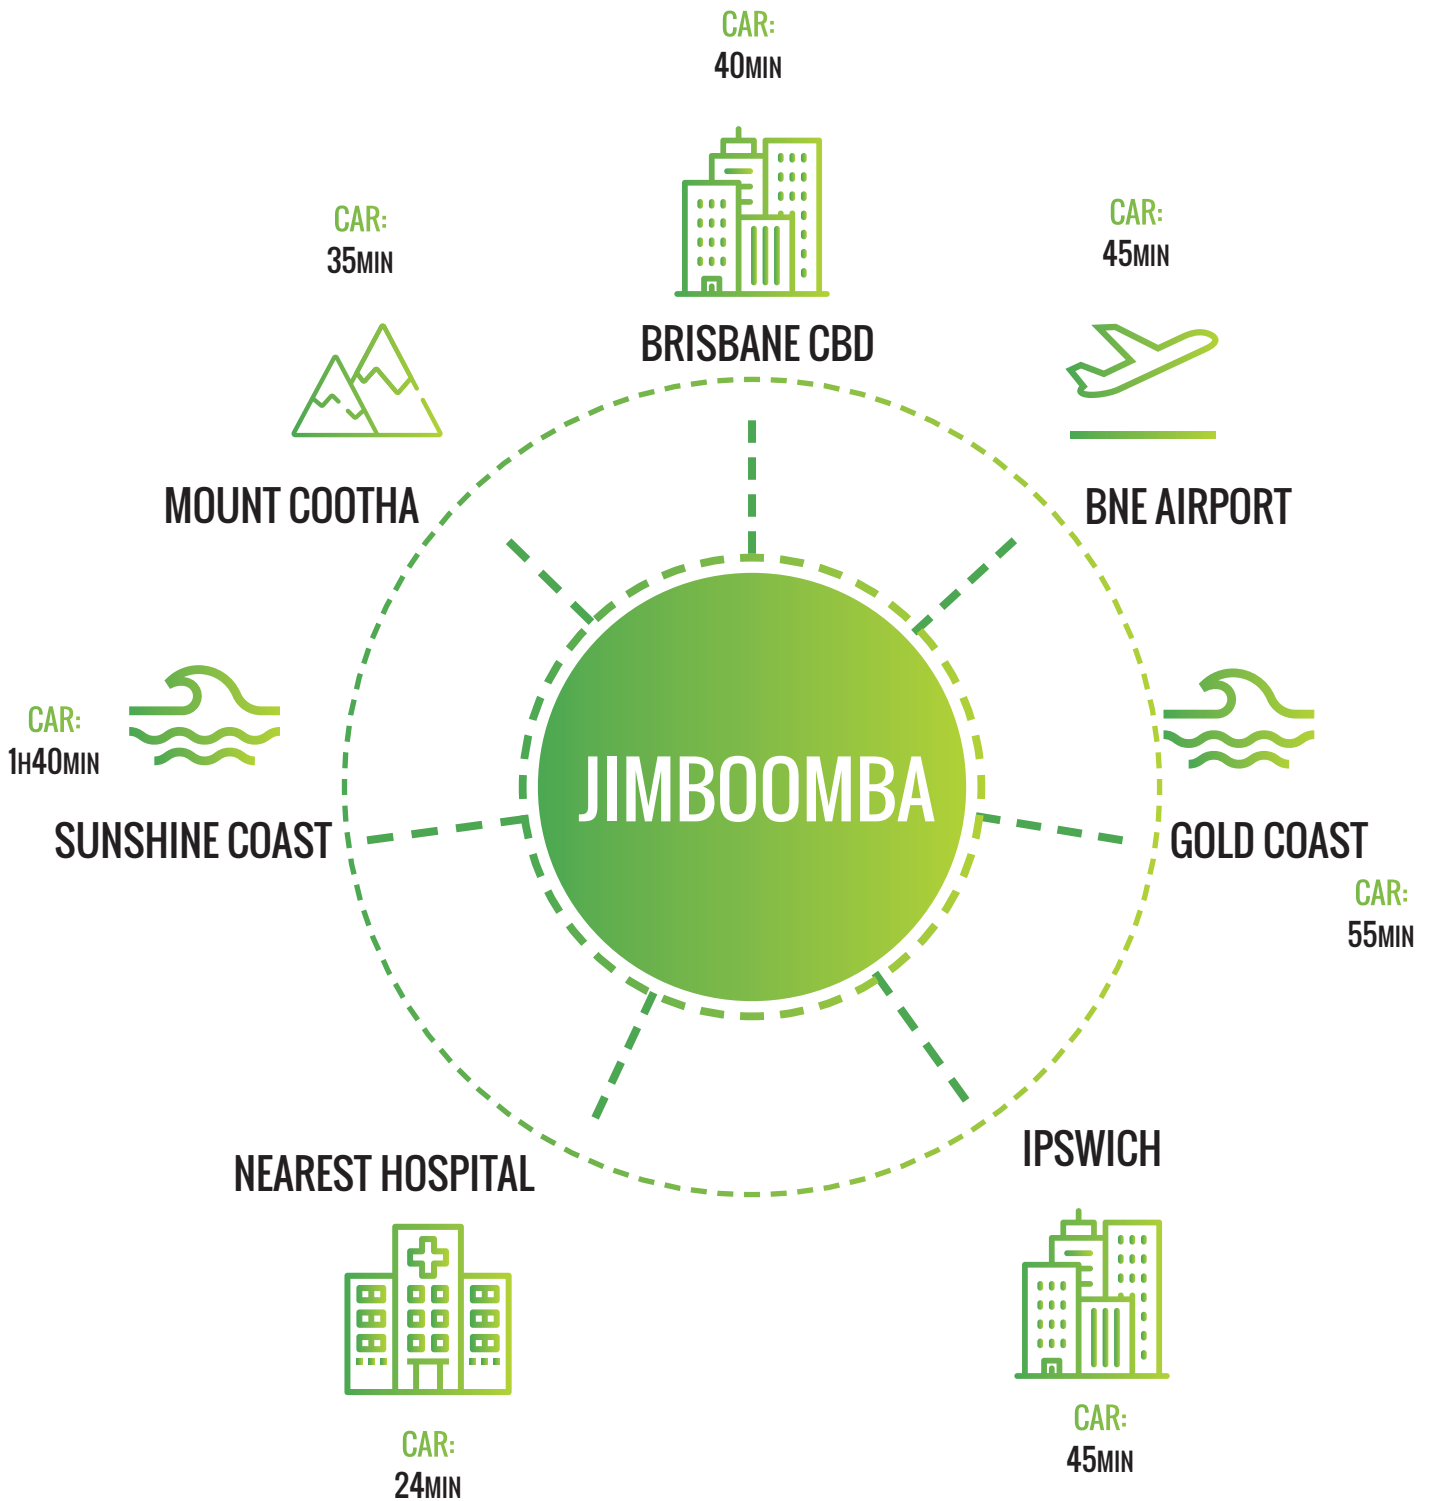 CAR:
40MIN
BRISBANE CBD
CAR:
35MIN
MOUNT COOTHA
CAR:
45MIN
BNE AIRPORT
CAR:
1H40MIN
SUNSHINE COAST
JIMBOOMBA
GOLD COAST
CAR:
55MIN
NEAREST HOSPITAL
CAR:
24MIN
IPSWICH
CAR:
45MIN